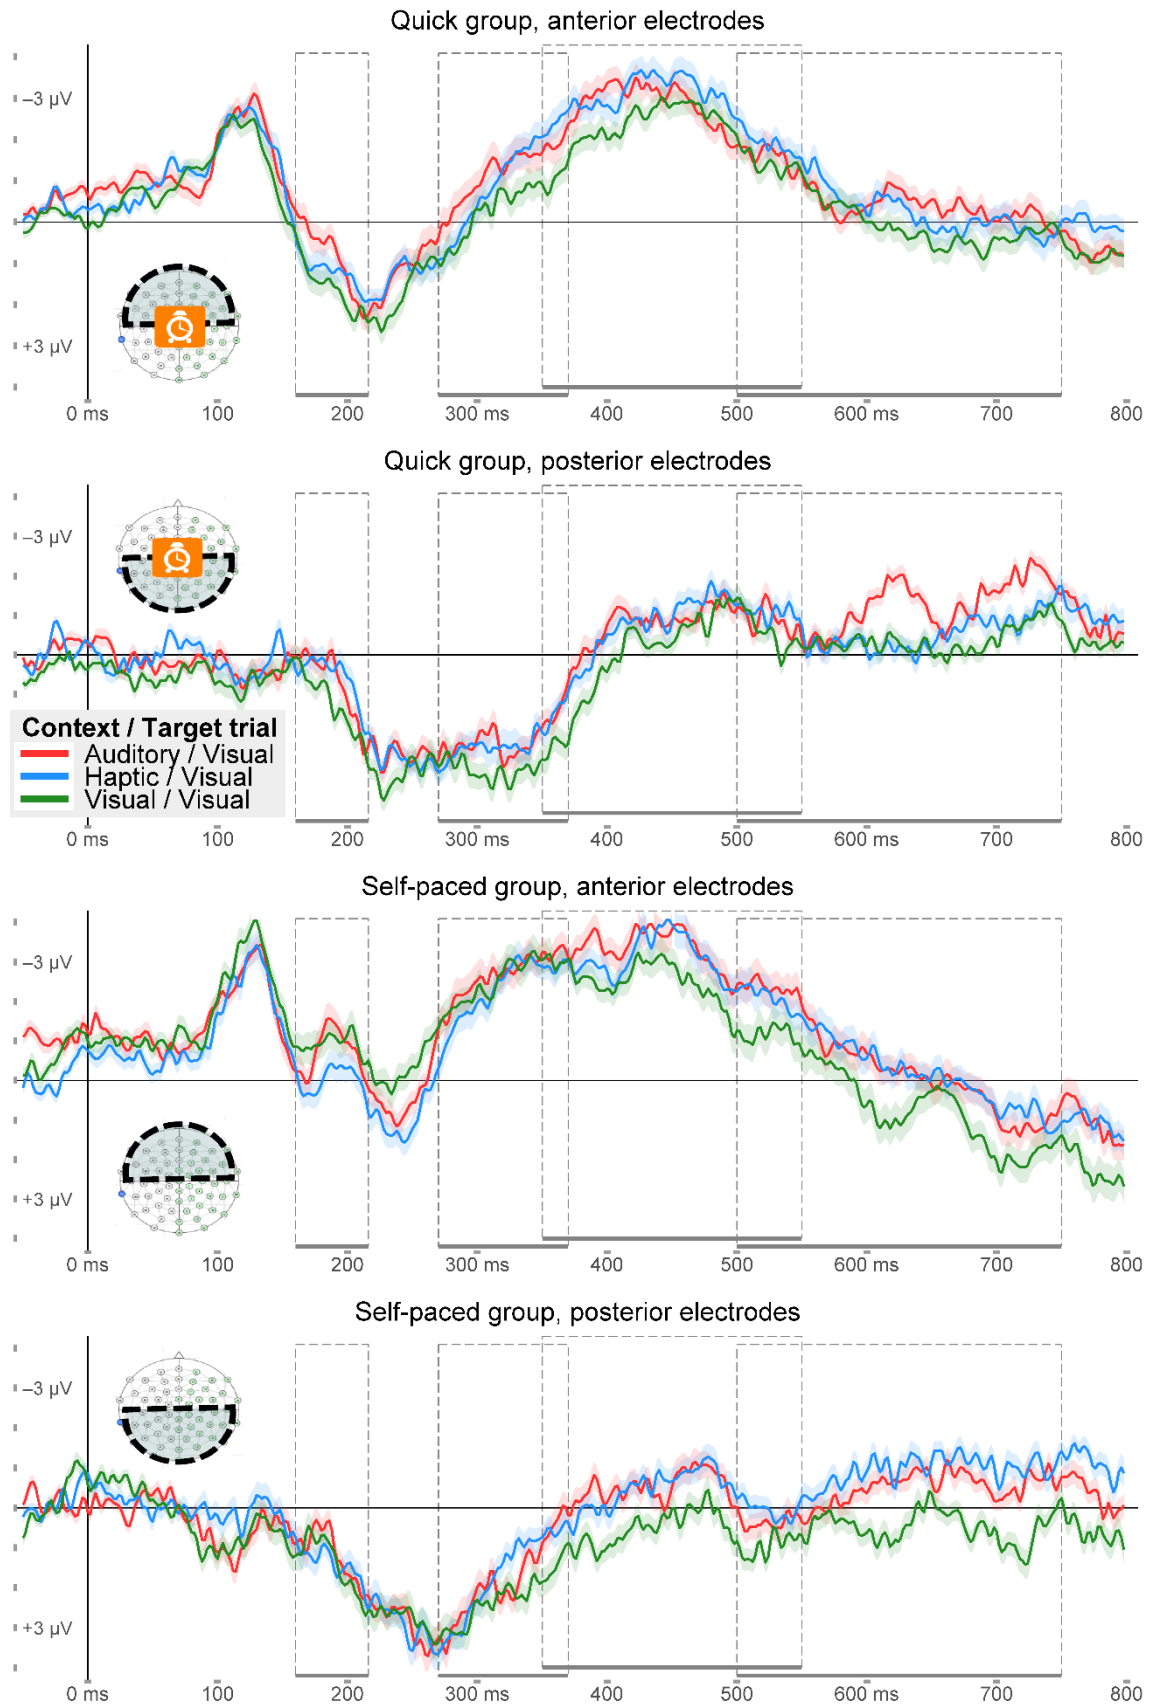 Quick group, anterior electrodes
–3 µV
+3 µV
0 ms 100 200 300 ms 400 500 600 ms 700 800
Quick group, posterior electrodes
–3 µV
Context / Target trial
Auditory / Visual
Haptic / Visual
Visual / Visual
0 ms 100 200 300 ms 400 500 600 ms 700 800
Self-paced group, anterior electrodes
–3 µV
+3 µV
0 ms 100 200 300 ms 400 500 600 ms 700 800
Self-paced group, posterior electrodes
–3 µV
+3 µV
0 ms 100 200 300 ms 400 500 600 ms 700 800